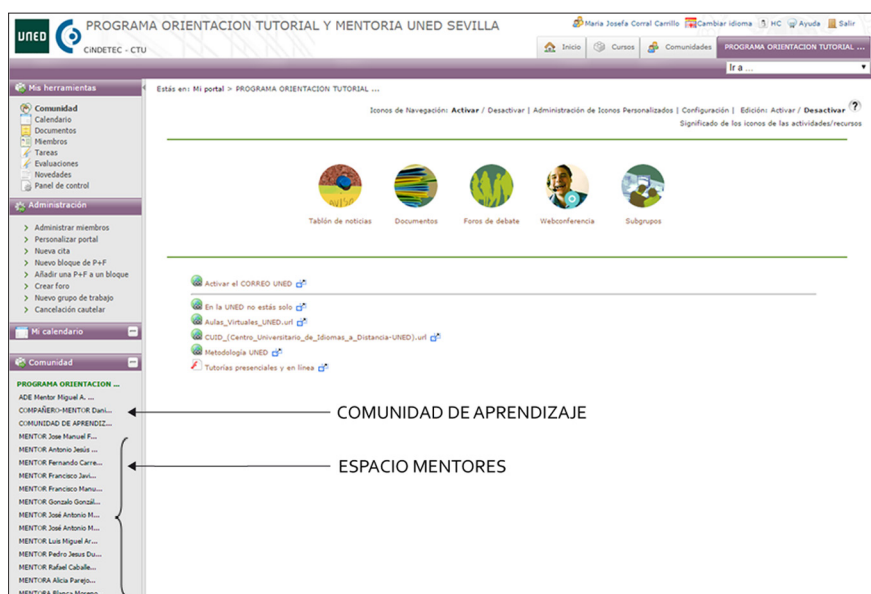 UNED
CiNDETEC - CTU
PROGRAMA ORIENTACION TUTORIAL Y MENTORIA UNED SEVILLA
Maria Josefa Corral Carrillo Cambiar idioma HC Ayuda Salir
Inicio Cursos Comunidades PROGRAMA ORIENTACION TUTORIAL ...
Ir a ...
Mis herramientas
Comunidad
Calendario
Documentos
Miembros
Tareas
Evaluaciones
Novedades
Panel de control
Administración
Administrar miembros
Personalizar portal
Nueva cita
Nuevo bloque de P+F
Añadir una P+F a un bloque
Crear foro
Nuevo grupo de trabajo
Cancelación cautelar
Mi calendario
Comunidad
PROGRAMA ORIENTACION ...
ADE Mentor Miguel A. ...
COMPAÑERO-MENTOR Dani...
COMUNIDAD DE APRENDIZ...
MENTOR Jose Manuel F...
MENTOR Antonio Jesús ...
MENTOR Fernando Carre...
MENTOR Francisco Javi...
MENTOR Francisco Manu...
MENTOR Gonzalo Gonzál...
MENTOR José Antonio M...
MENTOR José Antonio M...
MENTOR Luis Miguel Ar...
MENTOR Pedro Jesus Du...
MENTOR Rafael Caballe...
MENTORA Alicia Parejo...
MENTORA Blanca Moreno
Estás en: Mi portal > PROGRAMA ORIENTACION TUTORIAL ...
Iconos de Navegación: Activar / Desactivar | Administración de Iconos Personalizados | Configuración | Edición: Activar / Desactivar ?
Significado de los iconos de las actividades/recursos
Tablón de noticias Documentos Foros de debate Webconferencia Subgrupos
Activar el CORREO UNED
En la UNED no estás solo
Aulas_Virtuales_UNED.url
CUID_(Centro_Universitario_de_Idiomas_a_Distancia-UNED).url
Metodología UNED
Tutorías presenciales y en línea
COMUNIDAD DE APRENDIZAJE
ESPACIO MENTORES